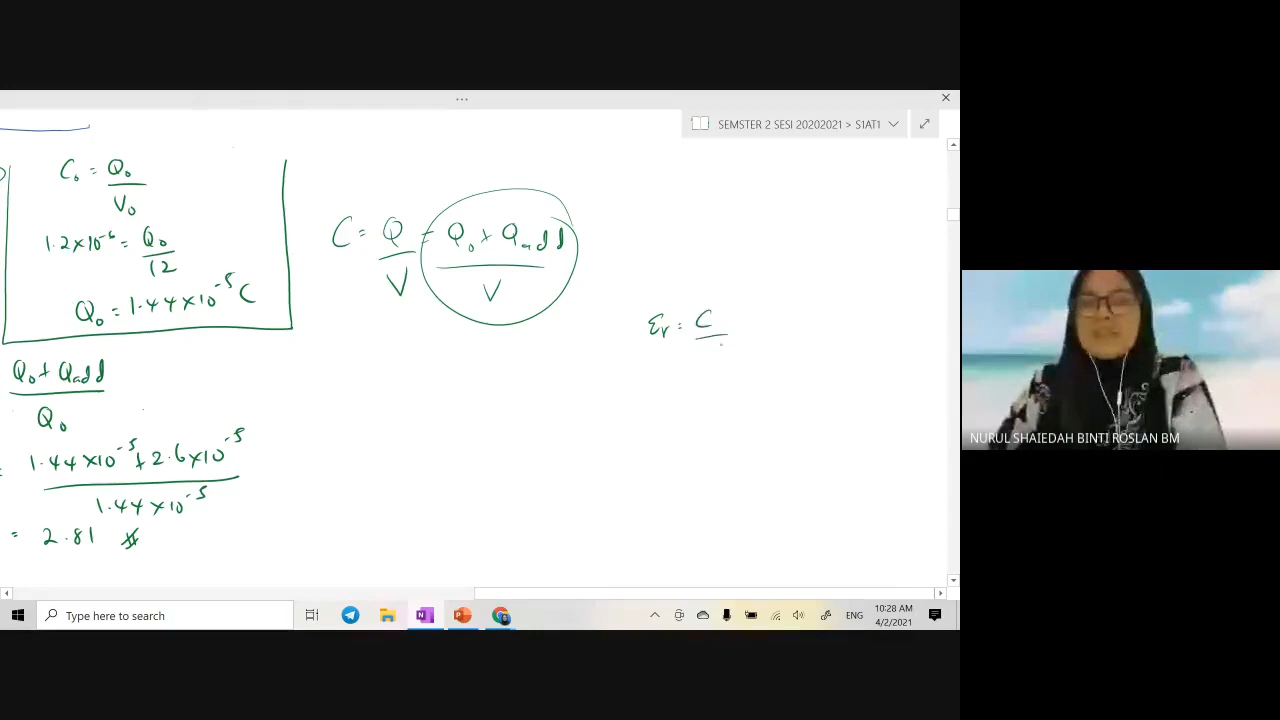 SEMSTER 2 SESI 20202021 > S1AT1
C₀ = Q₀ / V₀
1.2×10⁻⁶ = Q₀ / 12
Q₀ = 1.44×10⁻⁵ C
Q₀ + Qadd / Q₀
= 1.44×10⁻⁵ + 2.6×10⁻⁵ / 1.44×10⁻⁵
= 2.81
C = Q / V = Q₀ + Qadd / V
εr = C
NURUL SHAIEDAH BINTI ROSLAN BM
Type here to search
ENG
10:28 AM
4/2/2021